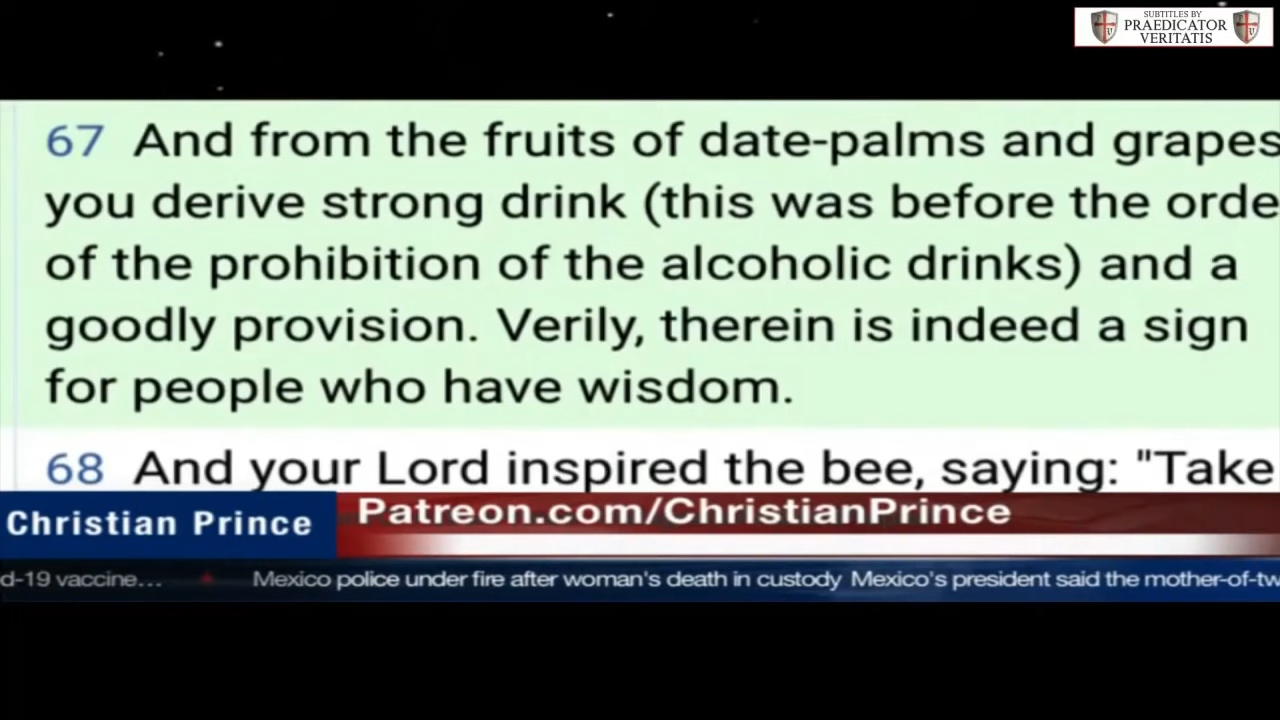 SUBTITLES BY
PRAEDICATOR
VERITATIS
67 And from the fruits of date-palms and grapes
you derive strong drink (this was before the orde
of the prohibition of the alcoholic drinks) and a
goodly provision. Verily, therein is indeed a sign
for people who have wisdom.
68 And your Lord inspired the bee, saying: "Take
Christian Prince
Patreon.com/ChristianPrince
d-19 vaccine... Mexico police under fire after woman's death in custody Mexico's president said the mother-of-tw